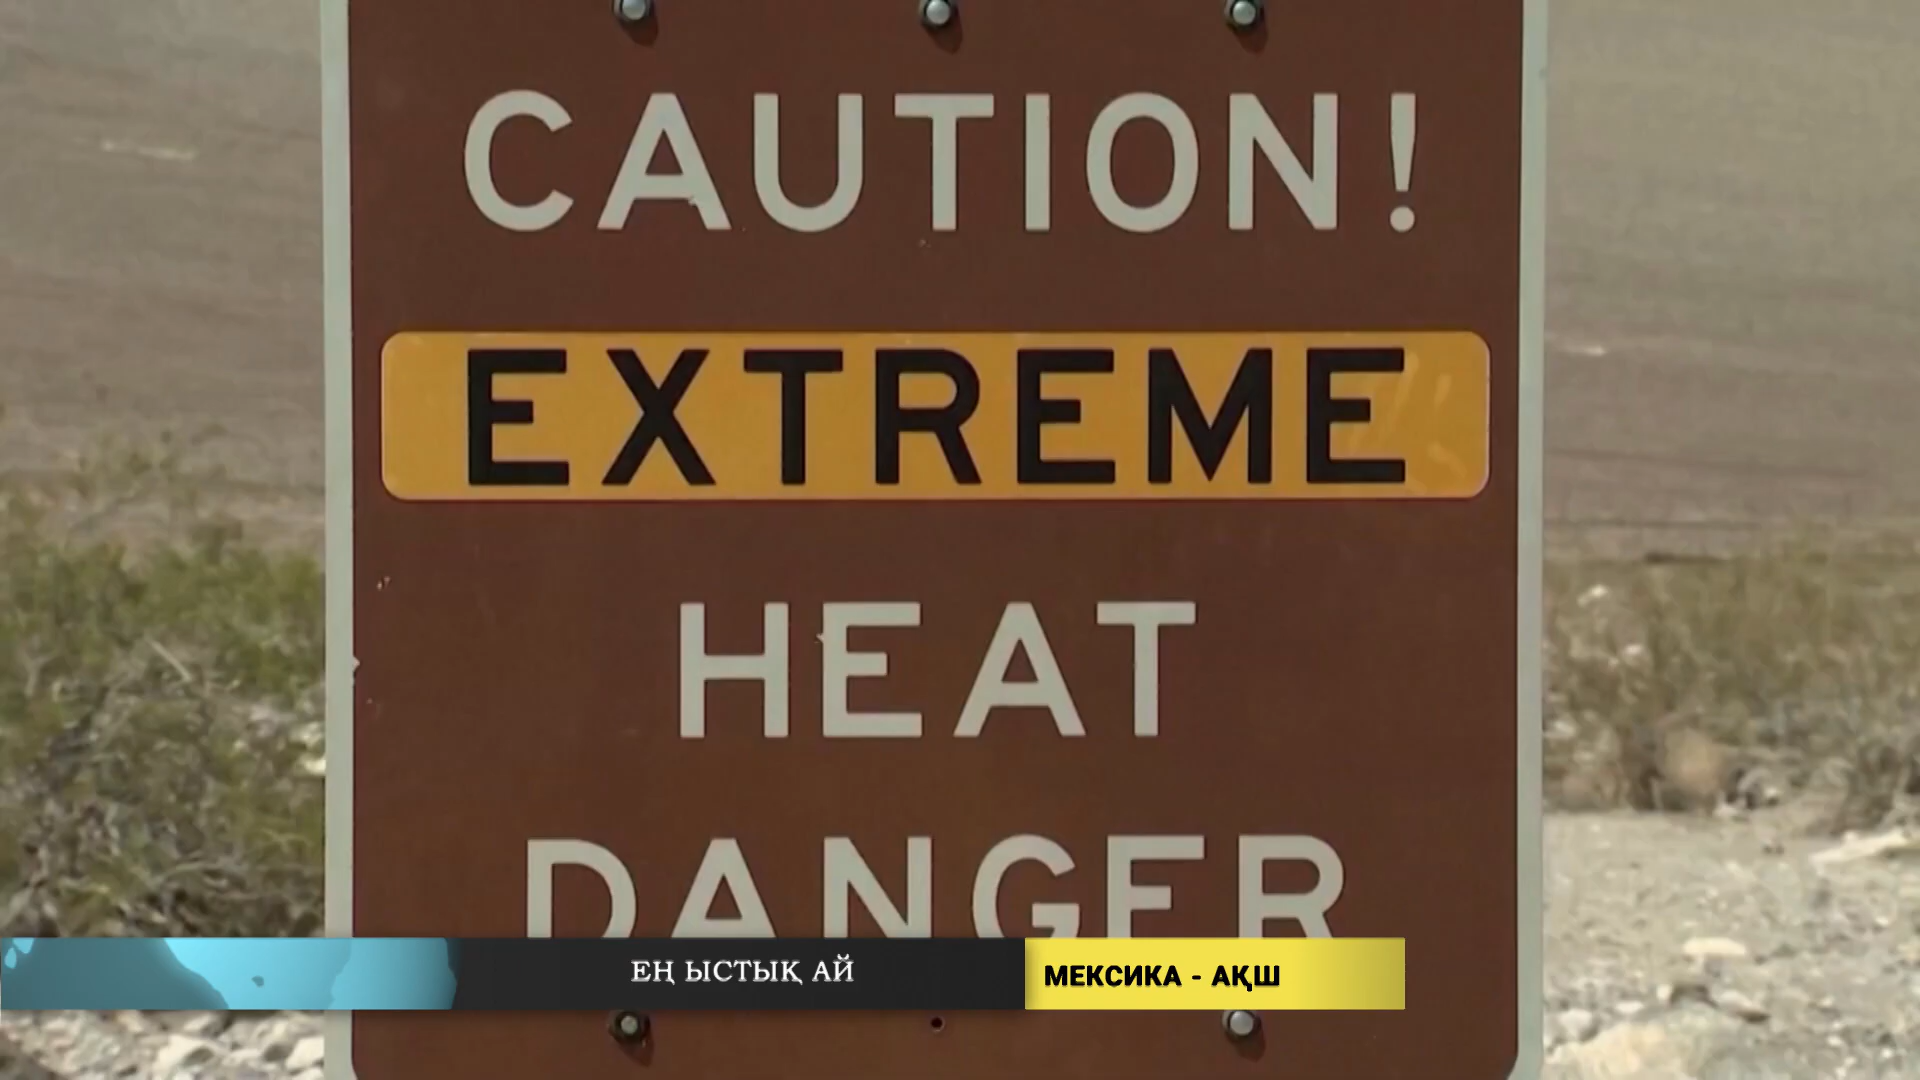 CAUTION!
EXTREME
HEAT
DANGER
ЕҢ ЫСТЫҚ АЙ
МЕКСИКА - АҚШ